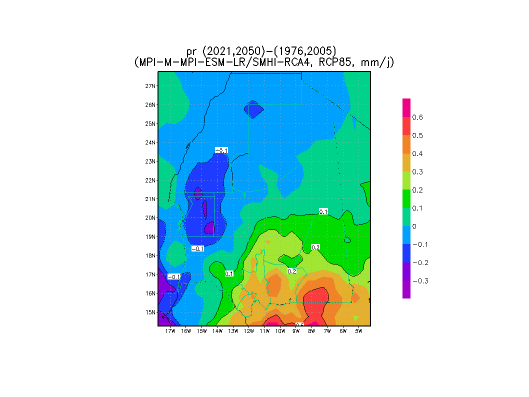 pr (2021,2050)−(1976,2005)
(MPI−M−MPI−ESM−LR/SMHI−RCA4, RCP85, mm/j)
27N
26N
25N
24N
23N
22N
21N
20N
19N
18N
17N
16N
15N
17W 16W 15W 14W 13W 12W 11W 10W 9W 8W 7W 6W 5W
−0.1
0.1
−0.1
−0.1
0.1
0.2
0.6
0.5
0.4
0.3
0.2
0.1
0
−0.1
−0.2
−0.3